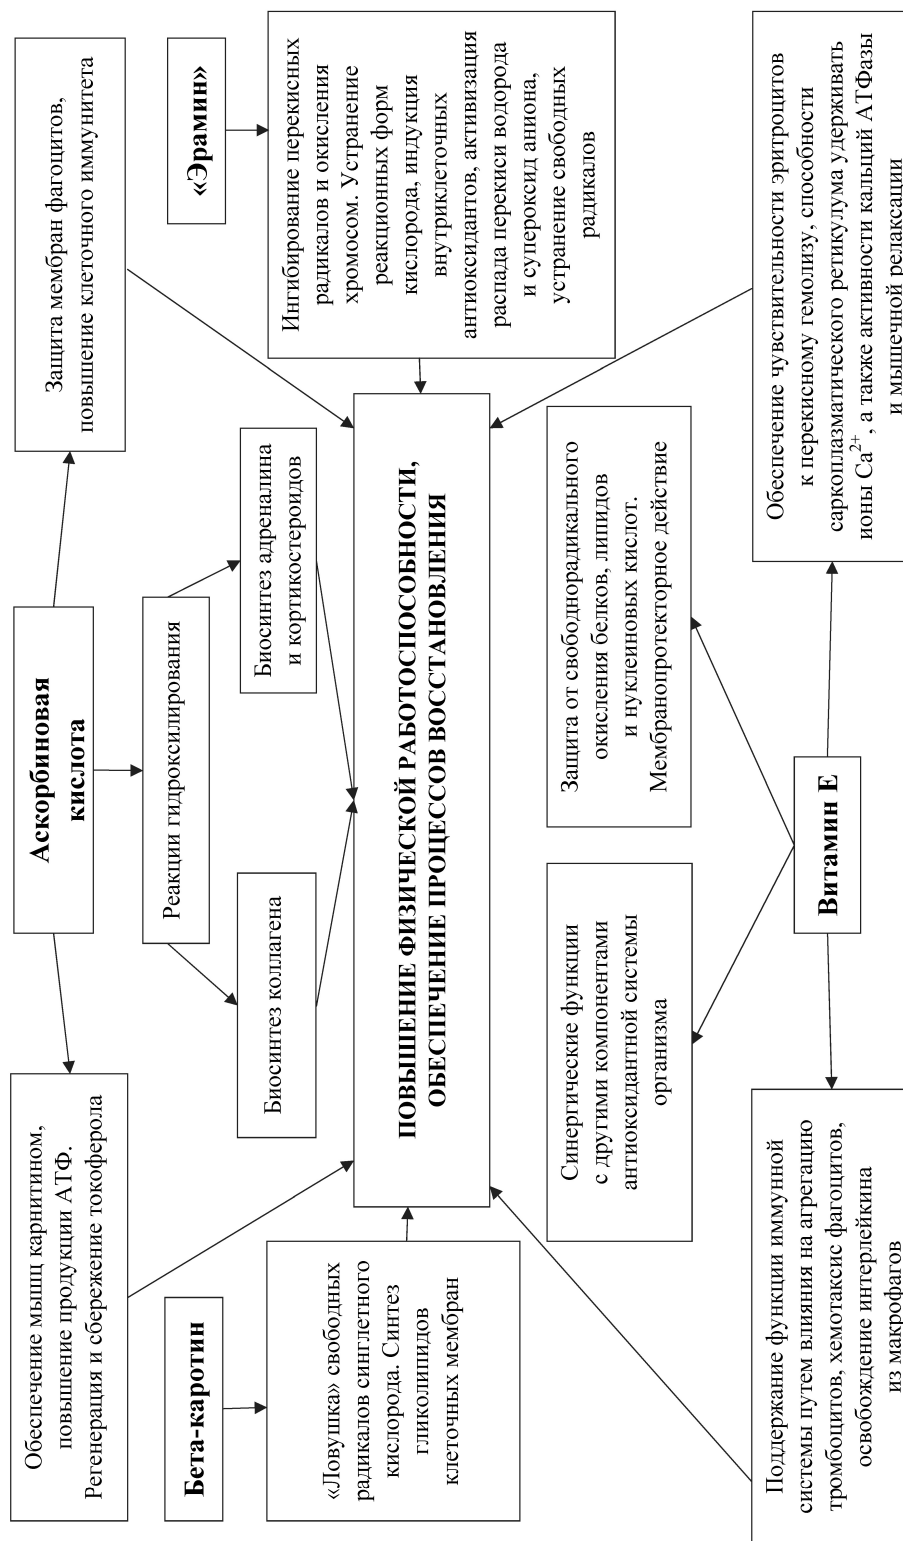 Аскорбиновая
кислота
Обеспечение мышц карнитином,
повышение продукции АТФ.
Регенерация и сбережение токоферола
Реакции гидроксилирования
Защита мембран фагоцитов,
повышение клеточного иммунитета
Биосинтез коллагена
Биосинтез адреналина
и кортикостероидов
Бета-каротин
«Ловушка» свободных
радикалов синглетного
кислорода. Синтез
гликолипидов
клеточных мембран
«Эрамин»
Ингибирование перекисных
радикалов и окисления
хромосом. Устранение
реакционных форм
кислорода, индукция
внутриклеточных
антиоксидантов, активизация
распада перекиси водорода
и супероксид аниона,
устранение свободных
радикалов
ПОВЫШЕНИЕ ФИЗИЧЕСКОЙ РАБОТОСПОСОБНОСТИ,
ОБЕСПЕЧЕНИЕ ПРОЦЕССОВ ВОССТАНОВЛЕНИЯ
Синергические функции
с другими компонентами
антиоксидантной системы
организма
Защита от свободнорадикального
окисления белков, липидов
и нуклеиновых кислот.
Мембранопротекторное действие
Поддержание функции иммунной
системы путем влияния на агрегацию
тромбоцитов, хемотаксис фагоцитов,
освобождение интерлейкина
из макрофагов
Витамин Е
Обеспечение чувствительности эритроцитов
к перекисному гемолизу, способности
саркоплазматического ретикулума удерживать
ионы Ca²⁺, а также активности кальций АТФазы
и мышечной релаксации